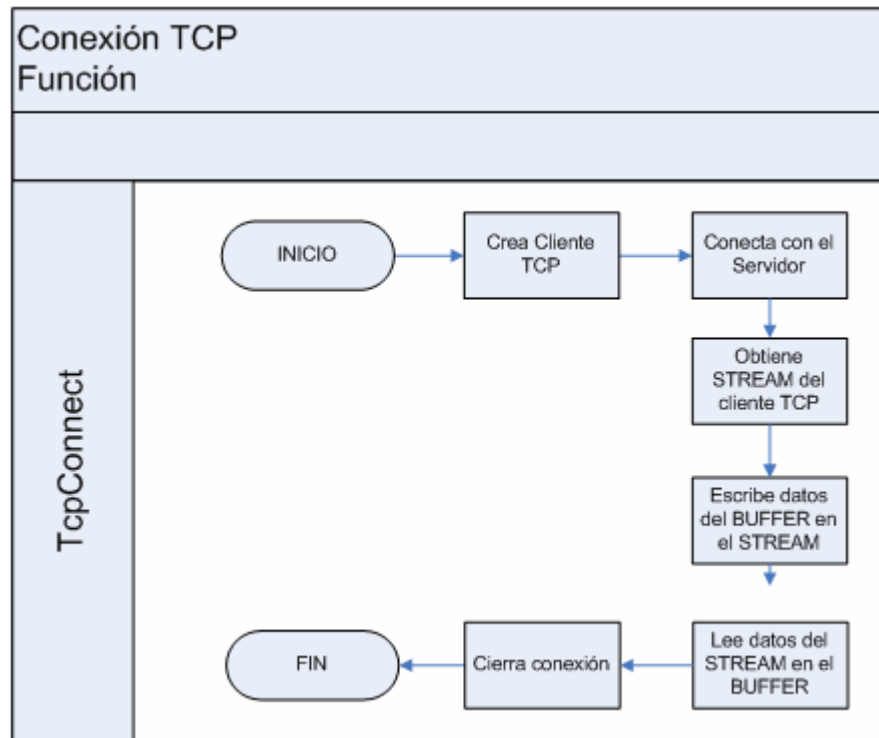 Conexión TCP
Función
TcpConnect
INICIO
Crea Cliente
TCP
Conecta con el
Servidor
Obtiene
STREAM del
cliente TCP
Escribe datos
del BUFFER en
el STREAM
Lee datos del
STREAM en el
BUFFER
Cierra conexión
FIN